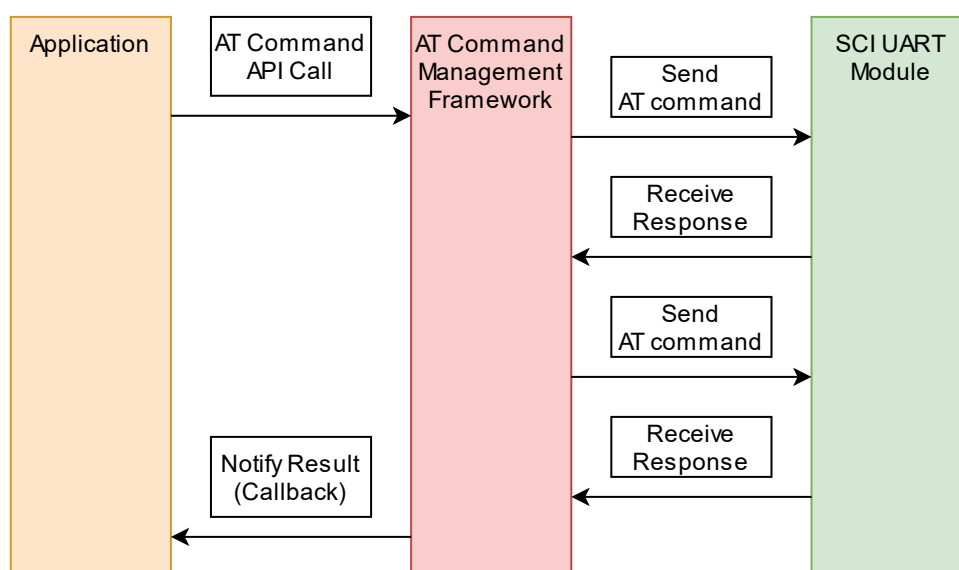 Application
AT Command
API Call
AT Command
Management
Framework
SCI UART
Module
Send
AT command
Receive
Response
Send
AT command
Receive
Response
Notify Result
(Callback)